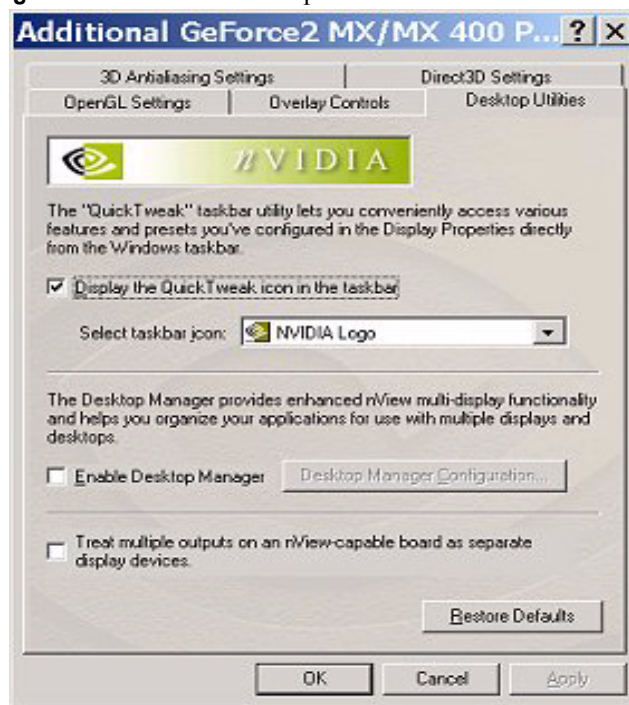 Additional GeForce2 MX/MX 400 P...
3D Antialiasing Settings
Direct3D Settings
OpenGL Settings
Overlay Controls
Desktop Utilities
nVIDIA
The "QuickTweak" taskbar utility lets you conveniently access various
features and presets you've configured in the Display Properties directly
from the Windows taskbar.
Display the QuickTweak icon in the taskbar
Select taskbar icon:
NVIDIA Logo
The Desktop Manager provides enhanced nView multi-display functionality
and helps you organize your applications for use with multiple displays and
desktops.
Enable Desktop Manager
Desktop Manager Configuration...
Treat multiple outputs on an nView-capable board as separate
display devices.
Restore Defaults
OK
Cancel
Apply